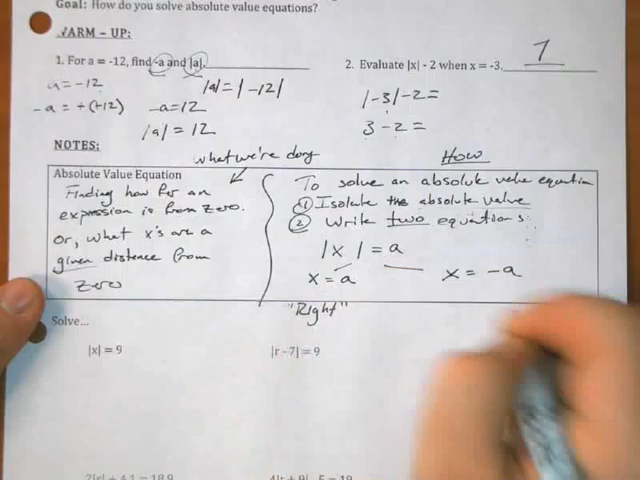 Goal: How do you solve absolute value equations?
WARM – UP:
1. For a = -12, find -a and |a|.
a = -12
|a| = |-12|
-a = +(+12)
-a = 12
|a| = 12
2. Evaluate |x| - 2 when x = -3. 1
|-3| - 2 =
3 - 2 =
NOTES:
what we're doing
How
Absolute Value Equation
Finding how far an
expression is from zero.
or, what x's are a
given distance from
zero
To solve an absolute value equation
① Isolate the absolute value
② Write two equations:
|x| = a
x = a
x = -a
"Right"
Solve...
|x| = 9
|r - 7| = 9